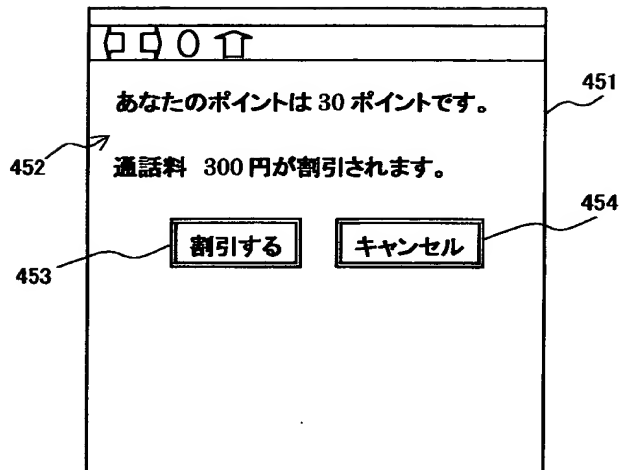 あなたのポイントは 30 ポイントです。
451
452
通話料 300 円が割引されます。
454
割引する キャンセル
453